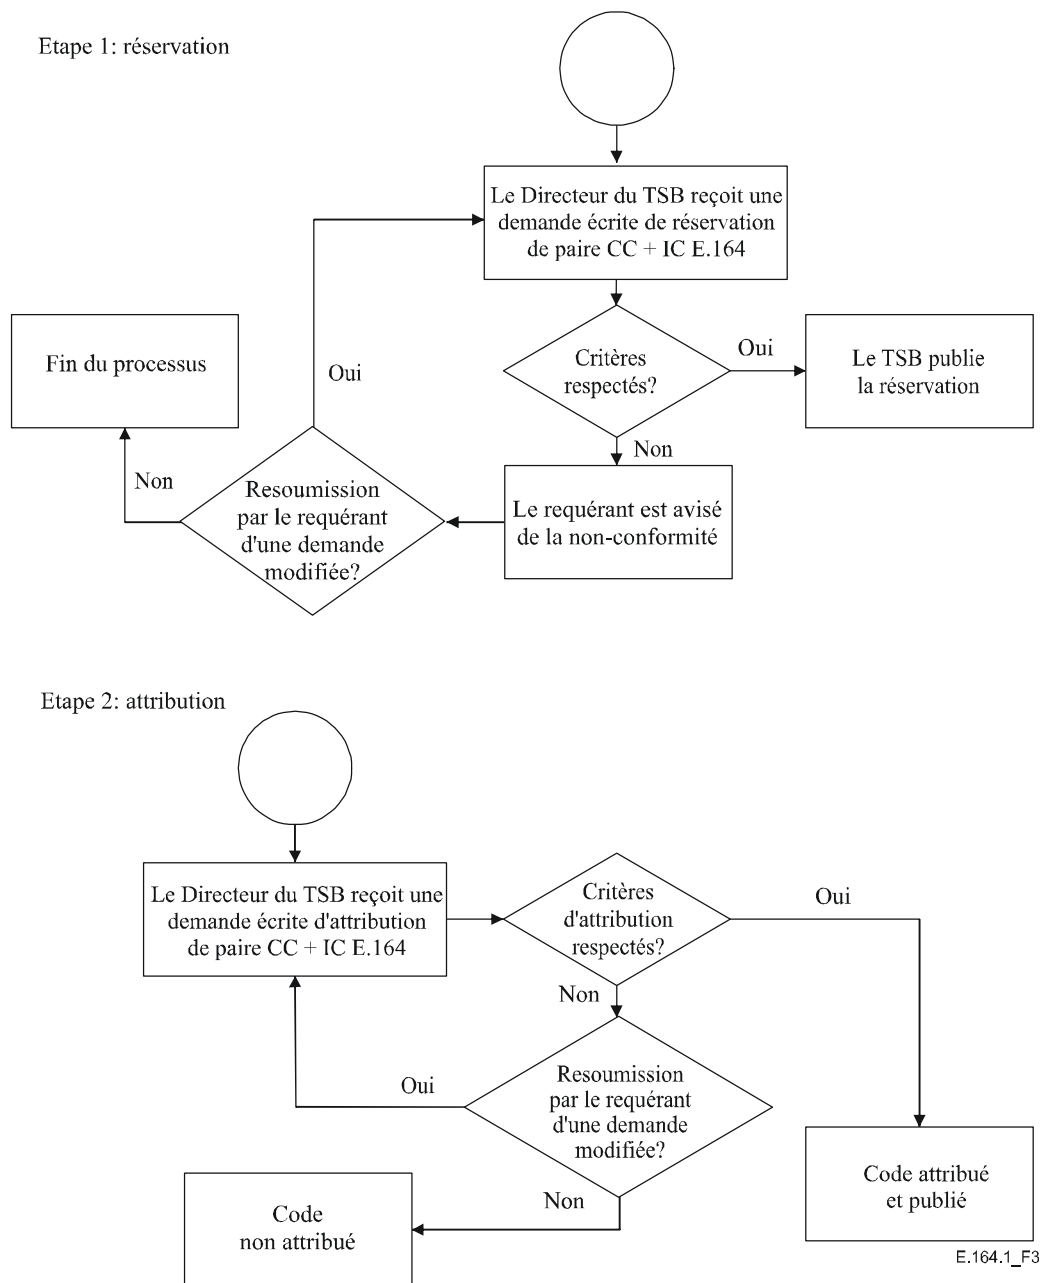 Etape 1: réservation
Le Directeur du TSB reçoit une
demande écrite de réservation
de paire CC + IC E.164
Fin du processus
Oui
Critères
respectés?
Oui
Le TSB publie
la réservation
Non
Non
Resoumission
par le requérant
d'une demande
modifiée?
Le requérant est avisé
de la non-conformité
Etape 2: attribution
Le Directeur du TSB reçoit une
demande écrite d'attribution
de paire CC + IC E.164
Critères
d'attribution
respectés?
Oui
Non
Oui
Resoumission
par le requérant
d'une demande
modifiée?
Code attribué
et publié
Non
Code
non attribué
E.164.1_F3